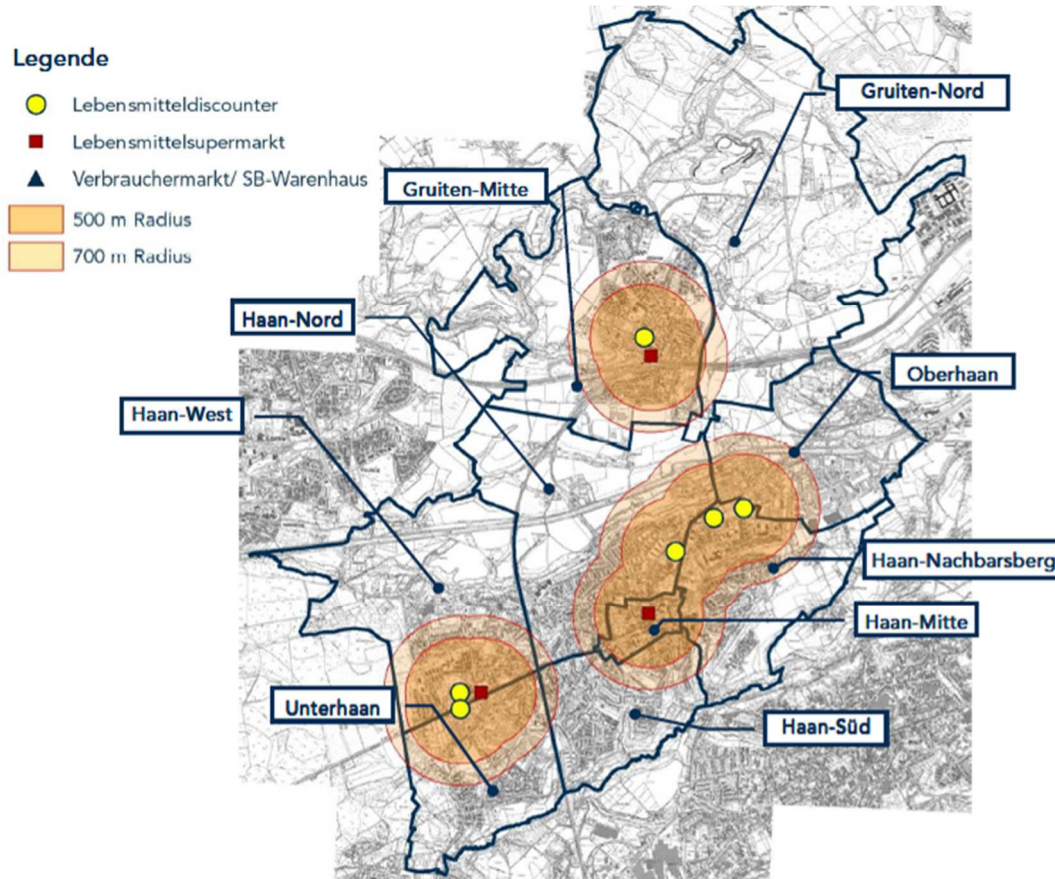 Legende
Lebensmitteldiscounter
Lebensmittelsupermarkt
Verbrauchermarkt/ SB-Warenhaus
500 m Radius
700 m Radius
Gruiten-Nord
Gruiten-Mitte
Haan-Nord
Oberhaan
Haan-West
Haan-Nachbarsberg
Haan-Mitte
Unterhaan
Haan-Süd